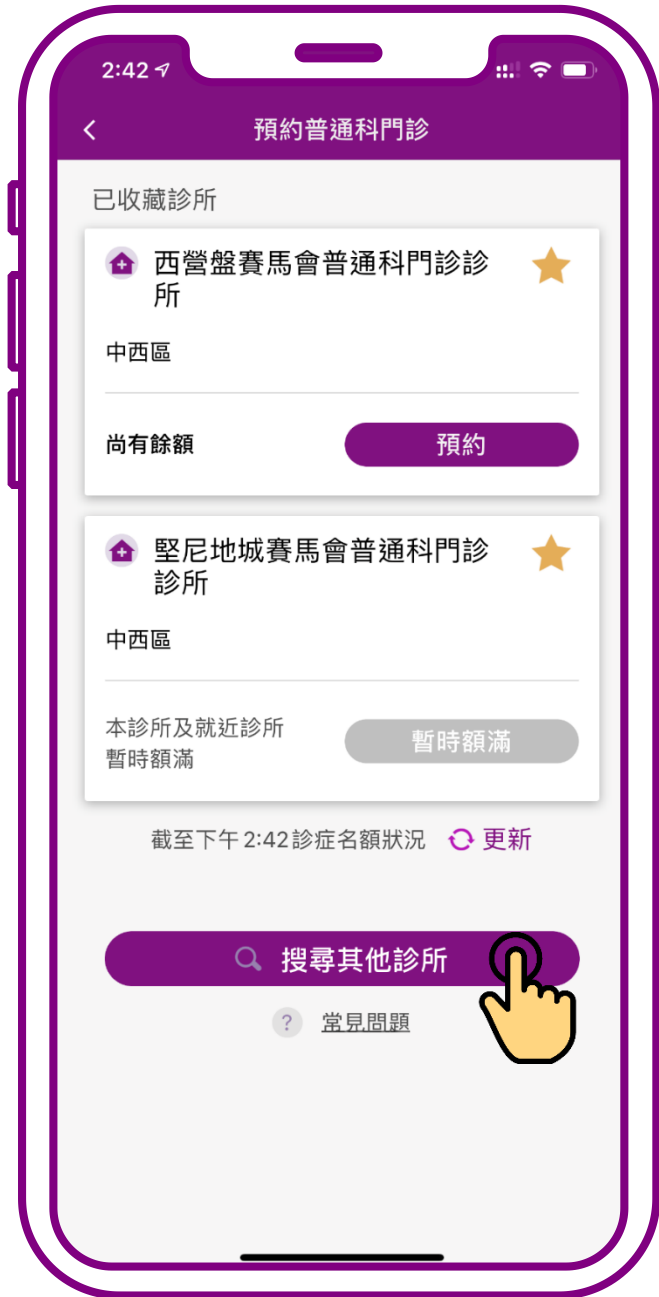 2:42
預約普通科門診
已收藏診所
西營盤賽馬會普通科門診診
所
中西區
尚有餘額
預約
堅尼地城賽馬會普通科門診
診所
中西區
本診所及就近診所
暫時額滿
暫時額滿
截至下午2:42診症名額狀況 更新
搜尋其他診所
? 常見問題